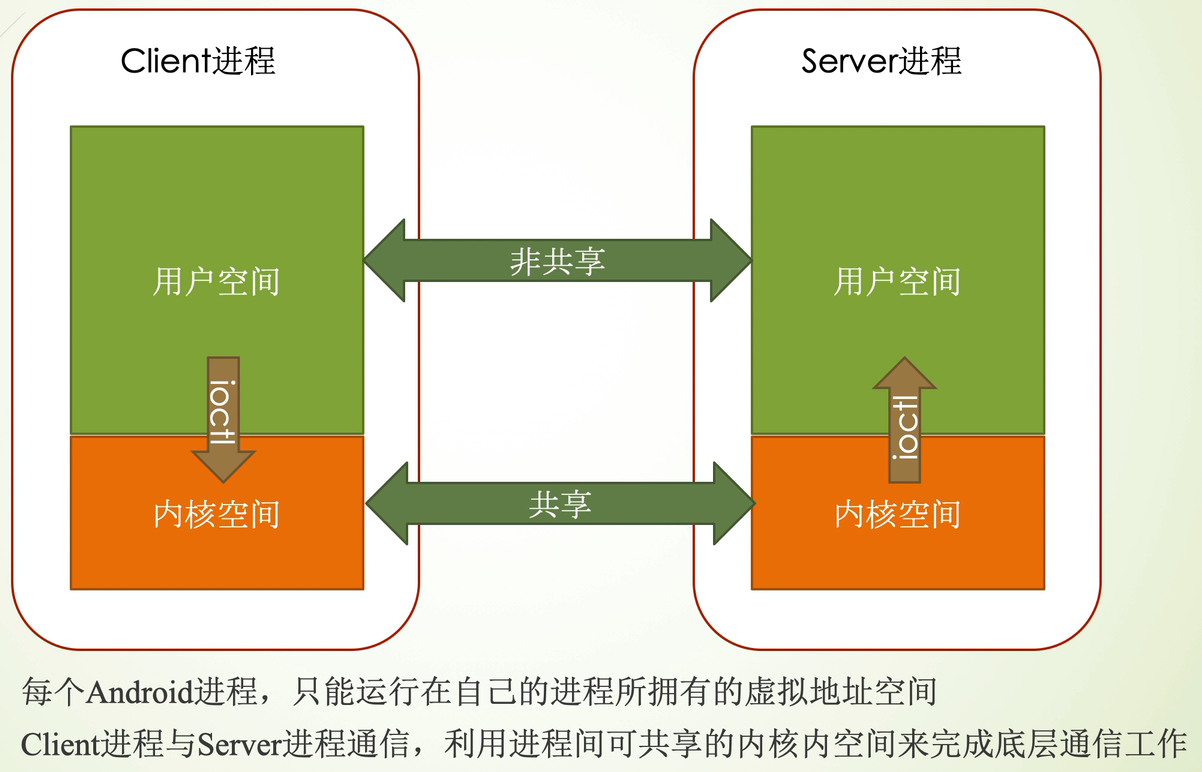 Client进程
Server进程
非共享
用户空间
用户空间
ioctl
ioctl
内核空间
共享
内核空间
每个Android进程，只能运行在自己的进程所拥有的虚拟地址空间
Client进程与Server进程通信，利用进程间可共享的内核内空间来完成底层通信工作